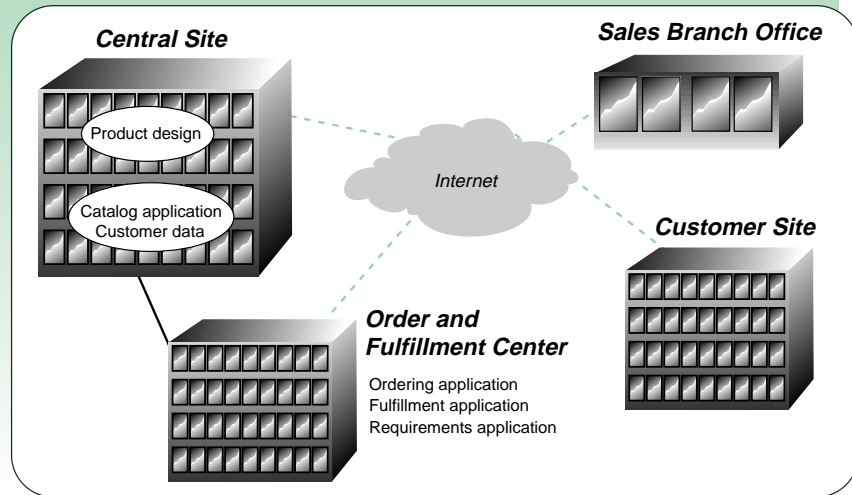 Central Site
Product design
Catalog application
Customer data
Internet
Sales Branch Office
Customer Site
Order and
Fulfillment Center
Ordering application
Fulfillment application
Requirements application